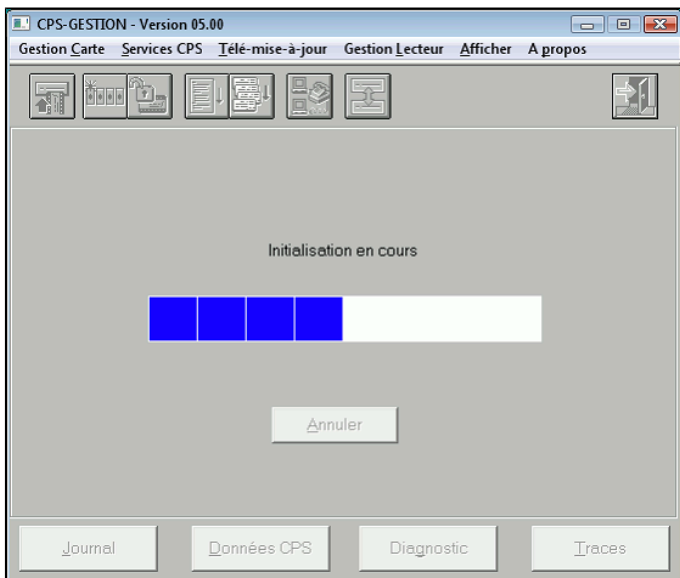 CPS-GESTION - Version 05.00
Gestion Carte Services CPS Télé-mise-à-jour Gestion Lecteur Afficher A propos
Initialisation en cours
Annuler
Journal Données CPS Diagnostic Traces